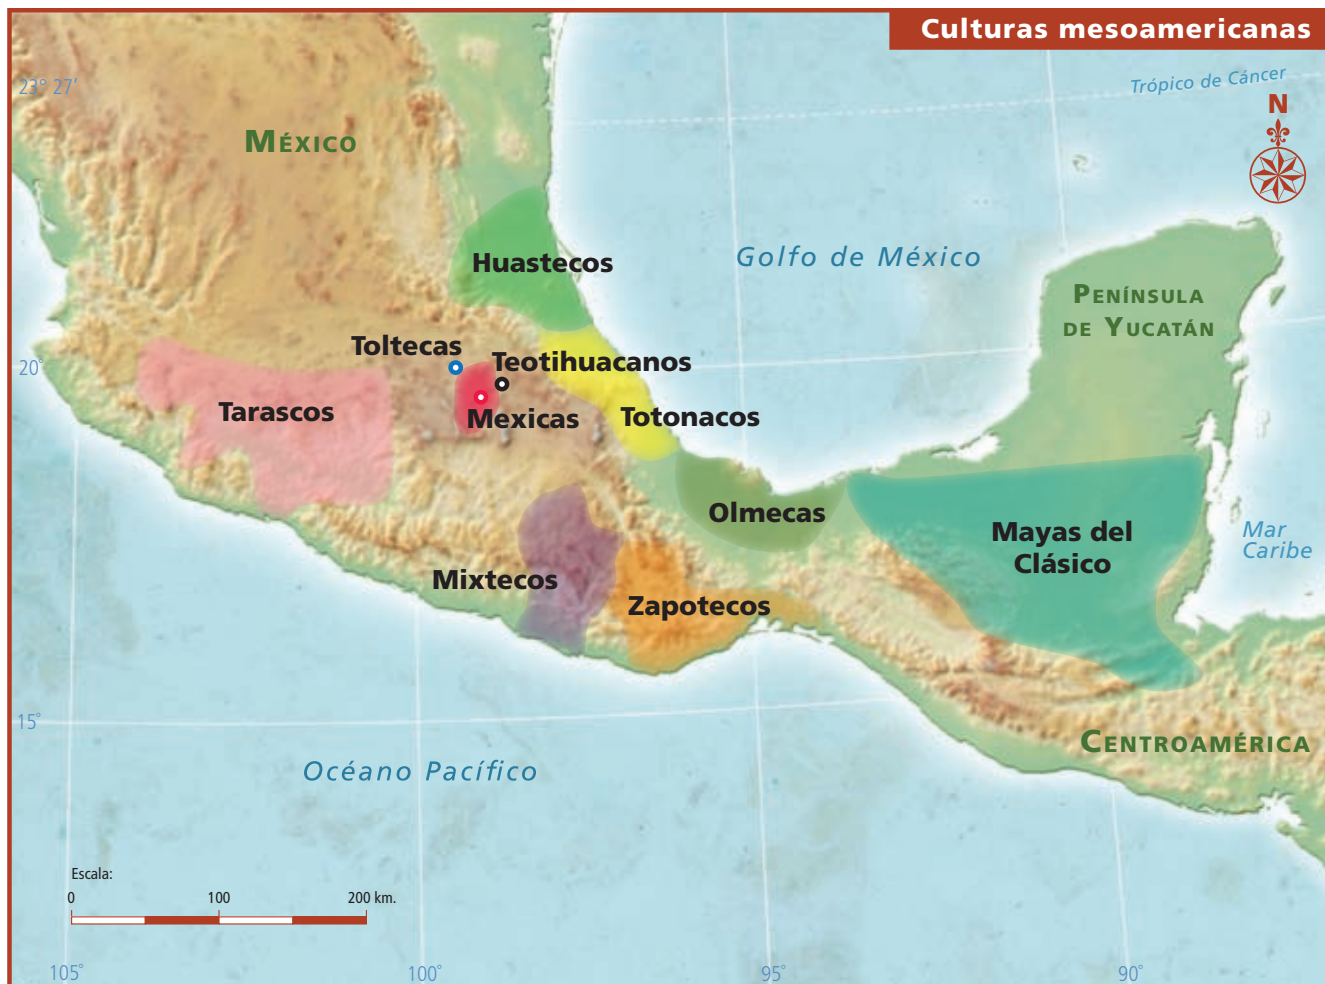 Culturas mesoamericanas
Trópico de Cáncer
23° 27’
N
MÉXICO
Golfo de México
Huastecos
PENÍNSULA
DE YUCATÁN
Toltecas
Teotihuacanos
20°
Tarascos
Mexicas
Totonacos
Olmecas
Mayas del
Clásico
Mar
Caribe
Mixtecos
Zapotecos
15°
CENTROAMÉRICA
Océano Pacífico
Escala:
0 100 200 km.
105° 100° 95° 90°